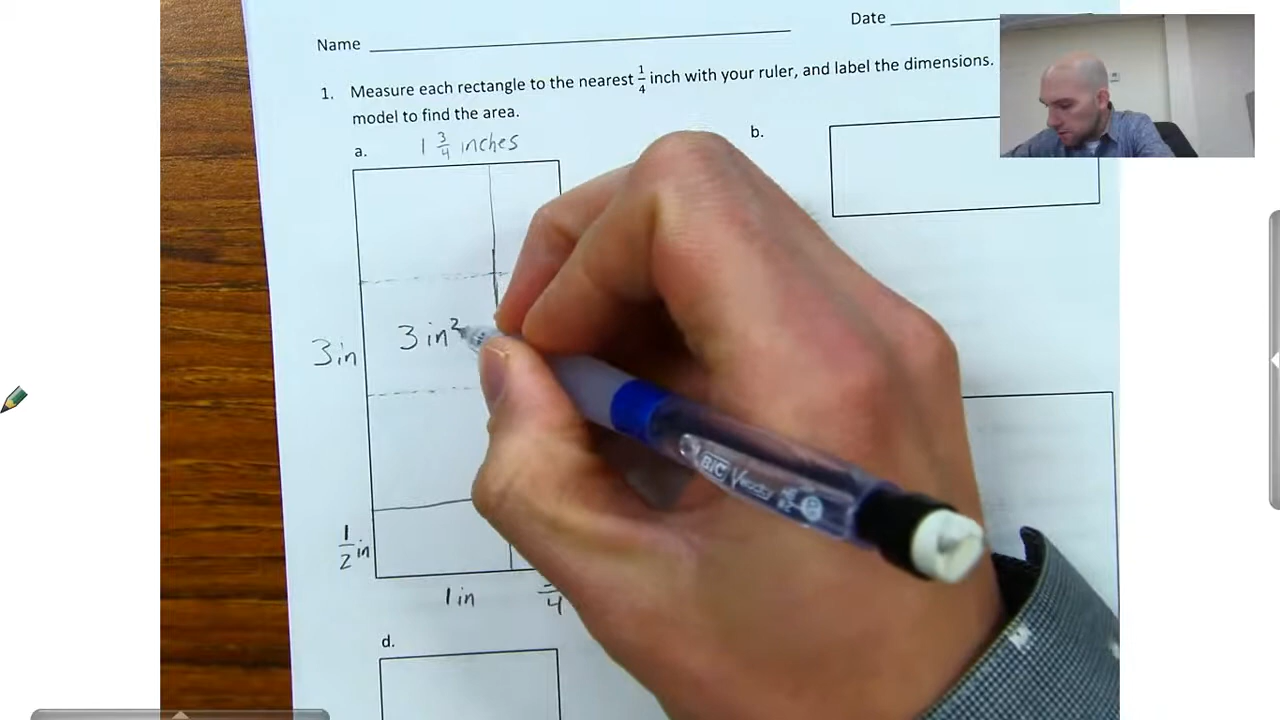 Name
Date
1. Measure each rectangle to the nearest 1/4 inch with your ruler, and label the dimensions.
model to find the area.
a. 1 3/4 inches
b.
3 in
3 in²
1/2 in
1 in
4
d.
BIC